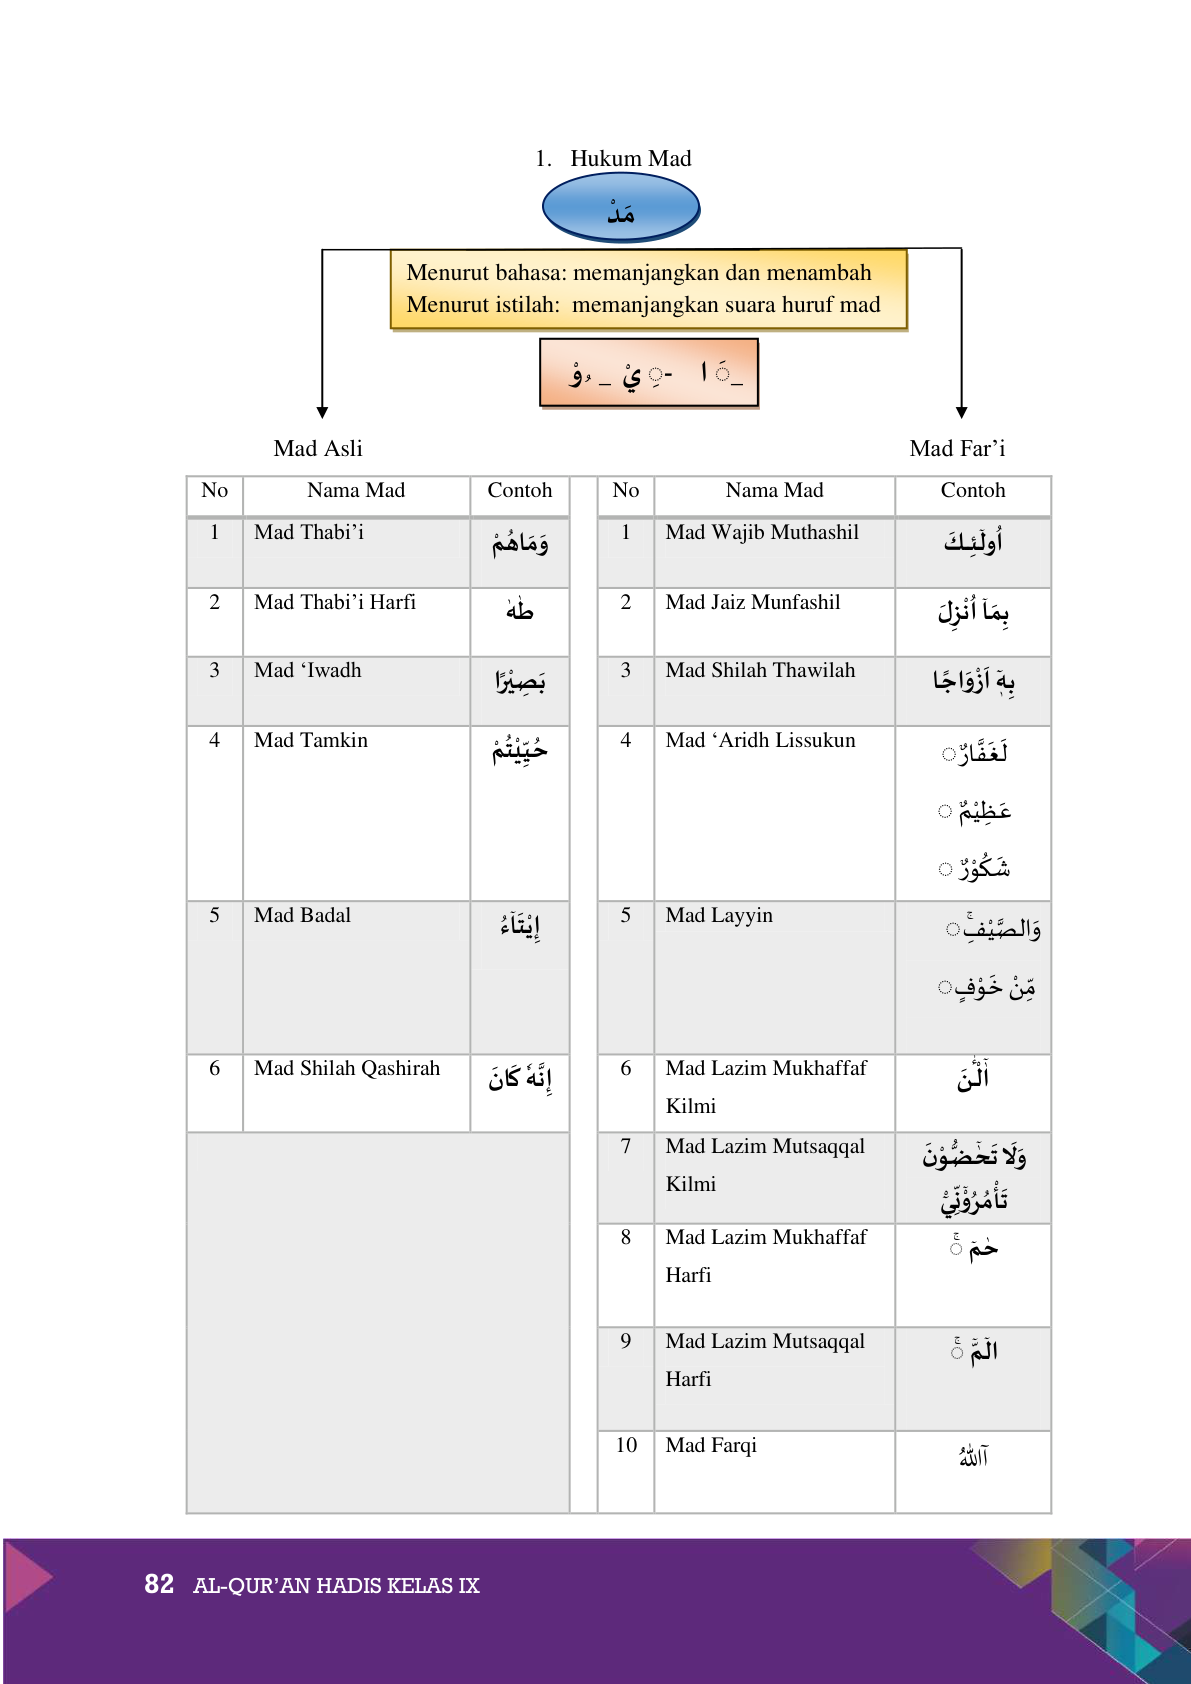 1. Hukum Mad
مَدْ
Menurut bahasa: memanjangkan dan menambah
Menurut istilah: memanjangkan suara huruf mad
_َ ا -ِ يْ _ ُ وْ
Mad Asli
Mad Far’i
No Nama Mad Contoh
1 Mad Thabi’i وَمَاهُمْ
2 Mad Thabi’i Harfi طٰهٰ
3 Mad ‘Iwadh بَصِيْرًا
4 Mad Tamkin حُيِّيْتُمْ
5 Mad Badal إِيْتَآءُ
6 Mad Shilah Qashirah إِنَّهٗ كَانَ
No Nama Mad Contoh
1 Mad Wajib Muthashil أُولٓئِكَ
2 Mad Jaiz Munfashil بِمَآ اُنْزِلَ
3 Mad Shilah Thawilah بِهٖٓ اَزْوَاجًا
4 Mad ‘Aridh Lissukun لَغَفَّارٌ
عَظِيْمٌ
شَكُوْرٌ
5 Mad Layyin وَالصَّيْفِۚ
مِّنْ خَوْفٍ
6 Mad Lazim Mukhaffaf
Kilmi
آٰلْـٰٔنَ
7 Mad Lazim Mutsaqqal
Kilmi
وَلَا تَحٰۤضُّوْنَ
تَأْمُرُوْۤنِّيْ
8 Mad Lazim Mukhaffaf
Harfi
حٰمۤ ۚ
9 Mad Lazim Mutsaqqal
Harfi
الۤمّۤ ۚ
10 Mad Farqi آاللّٰهُ
82 AL-QUR’AN HADIS KELAS IX